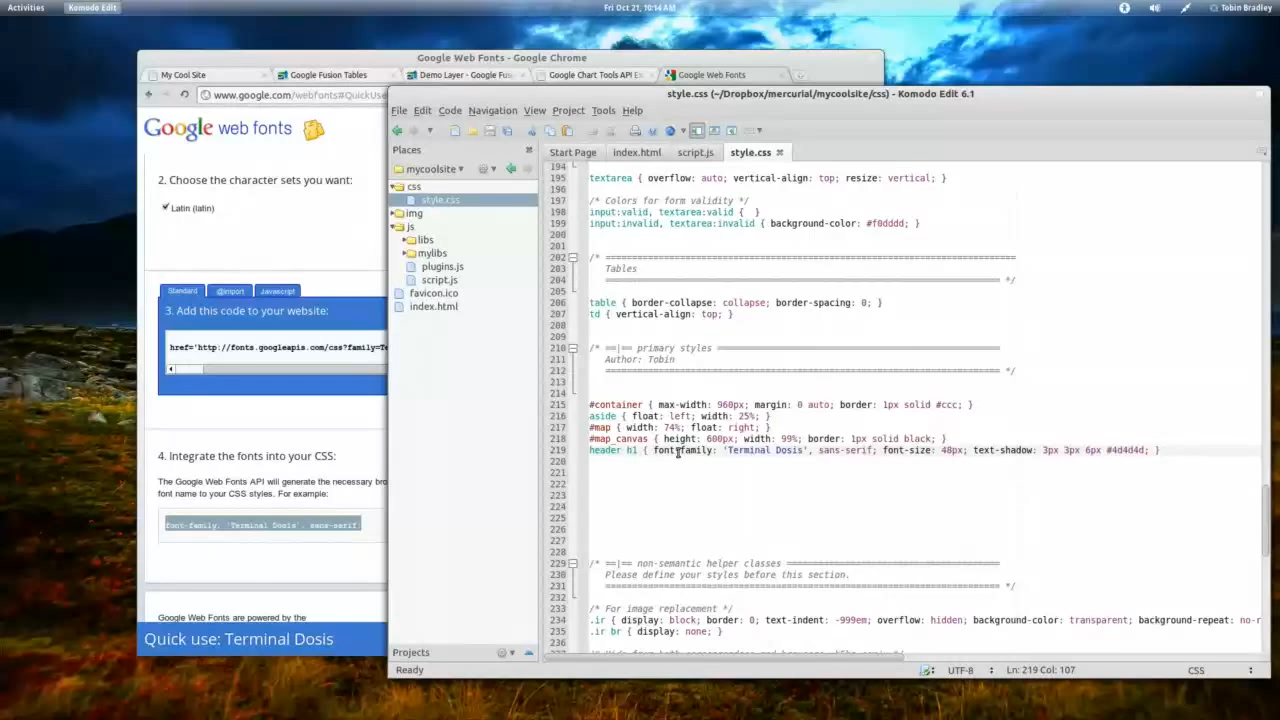 Activities Komodo Edit Fri Oct 21, 10:14 AM Tobin Bradley
Google Web Fonts - Google Chrome
My Cool Site Google Fusion Tables Demo Layer - Google Fus Google Chart Tools API Ex Google Web Fonts
www.google.com/webfonts#QuickUse
Google web fonts
2. Choose the character sets you want:
Latin (latin)
Standard @import Javascript
3. Add this code to your website:
href='http://fonts.googleapis.com/css?family=Te
4. Integrate the fonts into your CSS:
The Google Web Fonts API will generate the necessary bro
font name to your CSS styles. For example:
font-family: 'Terminal Dosis', sans-serif;
Google Web Fonts are powered by the
Quick use: Terminal Dosis
style.css (~/Dropbox/mercurial/mycoolsite/css) - Komodo Edit 6.1
File Edit Code Navigation View Project Tools Help
Places
mycoolsite
css
style.css
img
js
libs
mylibs
plugins.js
script.js
favicon.ico
index.html
Projects
Start Page index.html script.js style.css
194
195 textarea { overflow: auto; vertical-align: top; resize: vertical; }
196
197 /* Colors for form validity */
198 input:valid, textarea:valid {  }
199 input:invalid, textarea:invalid { background-color: #f0dddd; }
200
201
202 /* =============================================================================
203 Tables
204 ========================================================================== */
205
206 table { border-collapse: collapse; border-spacing: 0; }
207 td { vertical-align: top; }
208
209
210 /* ==|== primary styles =====================================================
211 Author: Tobin
212 ========================================================================== */
213
214
215 #container { max-width: 960px; margin: 0 auto; border: 1px solid #ccc; }
216 aside { float: left; width: 25%; }
217 #map { width: 74%; float: right; }
218 #map_canvas { height: 600px; width: 99%; border: 1px solid black; }
219 header h1 { font-family: 'Terminal Dosis', sans-serif; font-size: 48px; text-shadow: 3px 3px 6px #4d4d4d; }
220
221
222
223
224
225
226
227
228
229 /* ==|== non-semantic helper classes ========================================
230 Please define your styles before this section.
231 ========================================================================== */
232
233 /* For image replacement */
234 .ir { display: block; border: 0; text-indent: -999em; overflow: hidden; background-color: transparent; background-repeat: no-r
235 .ir br { display: none; }
Ready UTF-8 Ln: 219 Col: 107 CSS